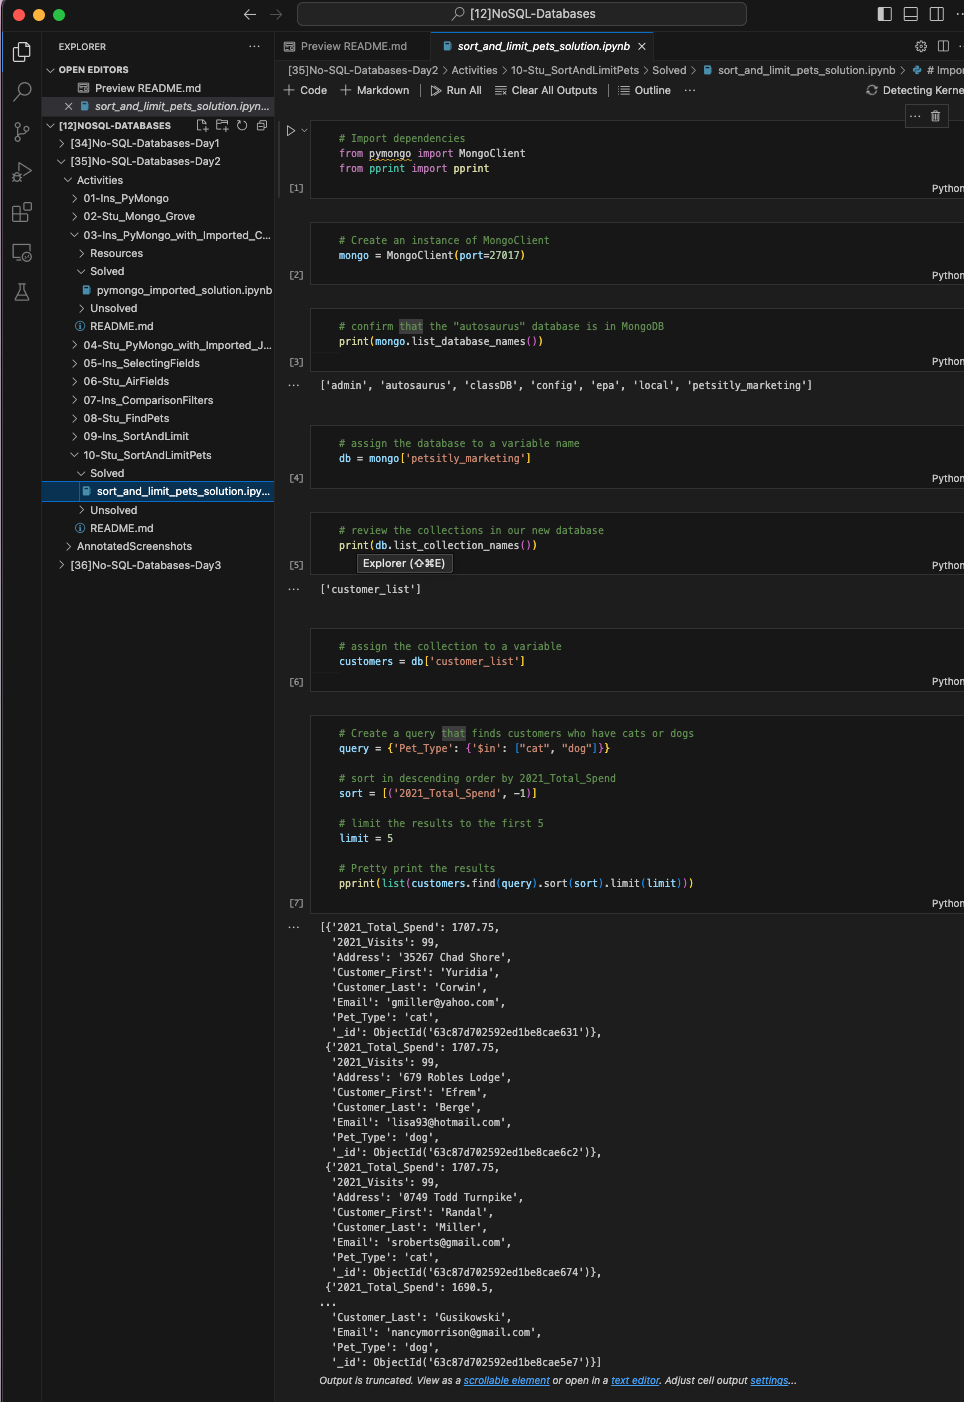 [12]NoSQL-Databases
EXPLORER
OPEN EDITORS
Preview README.md
sort_and_limit_pets_solution.ipyn...
[12]NOSQL-DATABASES
[34]No-SQL-Databases-Day1
[35]No-SQL-Databases-Day2
Activities
01-Ins_PyMongo
02-Stu_Mongo_Grove
03-Ins_PyMongo_with_Imported_C...
Resources
Solved
pymongo_imported_solution.ipynb
Unsolved
README.md
04-Stu_PyMongo_with_Imported_J...
05-Ins_SelectingFields
06-Stu_AirFields
07-Ins_ComparisonFilters
08-Stu_FindPets
09-Ins_SortAndLimit
10-Stu_SortAndLimitPets
Solved
sort_and_limit_pets_solution.ipy...
Unsolved
README.md
AnnotatedScreenshots
[36]No-SQL-Databases-Day3
Preview README.md
sort_and_limit_pets_solution.ipynb
[35]No-SQL-Databases-Day2 > Activities > 10-Stu_SortAndLimitPets > Solved > sort_and_limit_pets_solution.ipynb > # Impor
+ Code + Markdown Run All Clear All Outputs Outline ... Detecting Kerne
# Import dependencies
from pymongo import MongoClient
from pprint import pprint
[1] Python
# Create an instance of MongoClient
mongo = MongoClient(port=27017)
[2] Python
# confirm that the "autosaurus" database is in MongoDB
print(mongo.list_database_names())
[3] Python
['admin', 'autosaurus', 'classDB', 'config', 'epa', 'local', 'petsitly_marketing']
# assign the database to a variable name
db = mongo['petsitly_marketing']
[4] Python
# review the collections in our new database
print(db.list_collection_names())
Explorer (⇧⌘E)
[5] Python
['customer_list']
# assign the collection to a variable
customers = db['customer_list']
[6] Python
# Create a query that finds customers who have cats or dogs
query = {'Pet_Type': {'$in': ["cat", "dog"]}}
# sort in descending order by 2021_Total_Spend
sort = [('2021_Total_Spend', -1)]
# limit the results to the first 5
limit = 5
# Pretty print the results
pprint(list(customers.find(query).sort(sort).limit(limit)))
[7] Python
[{'2021_Total_Spend': 1707.75,
'2021_Visits': 99,
'Address': '35267 Chad Shore',
'Customer_First': 'Yuridia',
'Customer_Last': 'Corwin',
'Email': 'gmiller@yahoo.com',
'Pet_Type': 'cat',
'_id': ObjectId('63c87d702592ed1be8cae631')},
{'2021_Total_Spend': 1707.75,
'2021_Visits': 99,
'Address': '679 Robles Lodge',
'Customer_First': 'Efrem',
'Customer_Last': 'Berge',
'Email': 'lisa93@hotmail.com',
'Pet_Type': 'dog',
'_id': ObjectId('63c87d702592ed1be8cae6c2')},
{'2021_Total_Spend': 1707.75,
'2021_Visits': 99,
'Address': '0749 Todd Turnpike',
'Customer_First': 'Randal',
'Customer_Last': 'Miller',
'Email': 'sroberts@gmail.com',
'Pet_Type': 'cat',
'_id': ObjectId('63c87d702592ed1be8cae674')},
{'2021_Total_Spend': 1690.5,
...
'Customer_Last': 'Gusikowski',
'Email': 'nancymorrison@gmail.com',
'Pet_Type': 'dog',
'_id': ObjectId('63c87d702592ed1be8cae5e7')}]
Output is truncated. View as a scrollable element or open in a text editor. Adjust cell output settings...